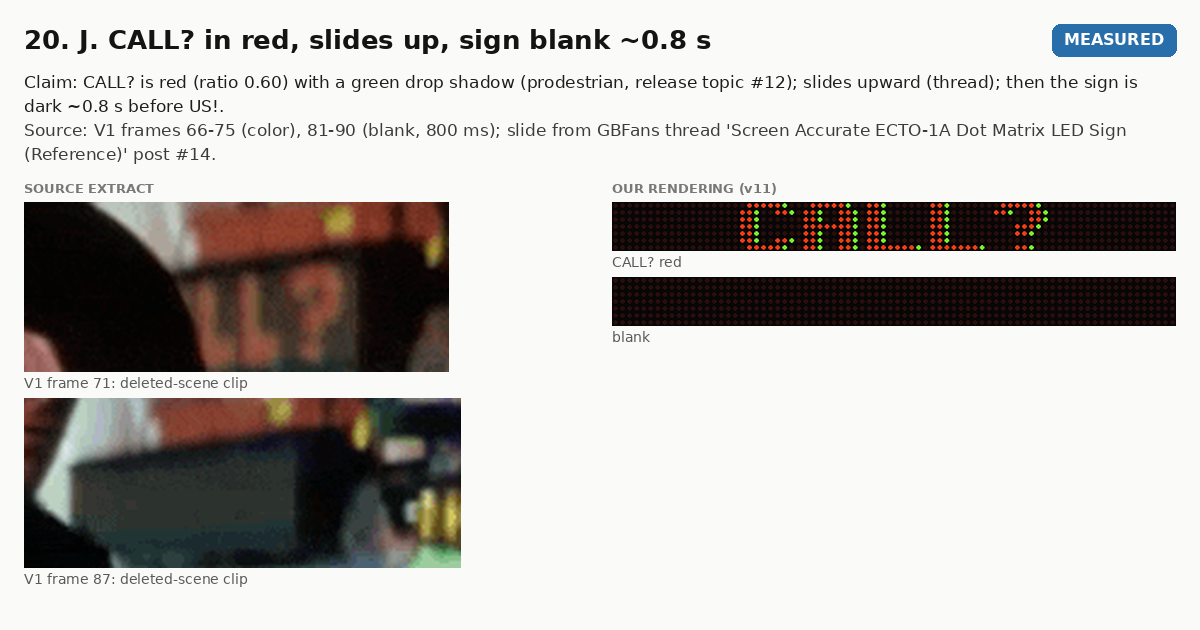 20. J. CALL? in red, slides up, sign blank ~0.8 s
MEASURED
Claim: CALL? is red (ratio 0.60) with a green drop shadow (prodestrian, release topic #12); slides upward (thread); then the sign is
dark ~0.8 s before US!.
Source: V1 frames 66-75 (color), 81-90 (blank, 800 ms); slide from GBFans thread 'Screen Accurate ECTO-1A Dot Matrix LED Sign
(Reference)' post #14.
SOURCE EXTRACT
LL?
V1 frame 71: deleted-scene clip
V1 frame 87: deleted-scene clip
OUR RENDERING (v11)
CALL?
CALL? red
blank